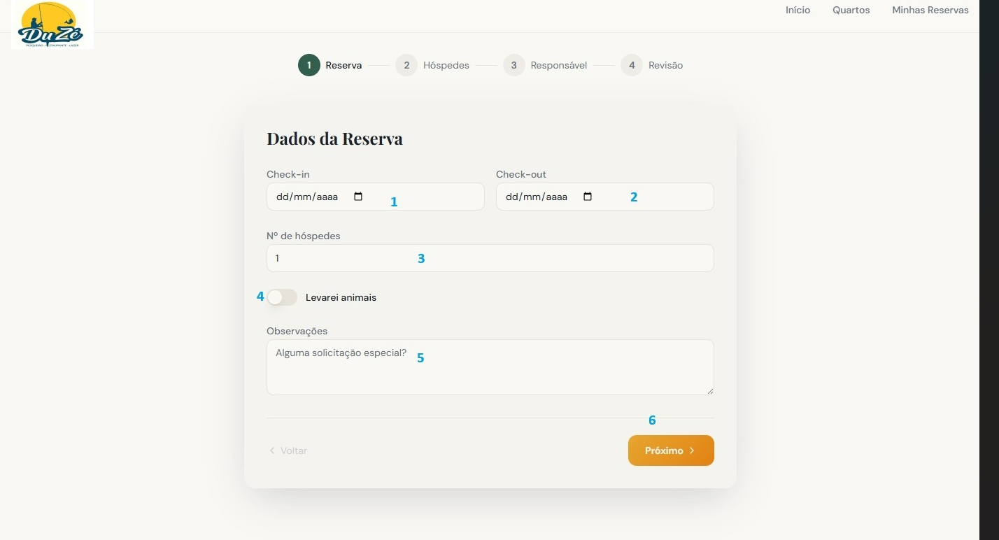 Du Zé
PESQUEIRO - RESTAURANTE - LAZER
Início Quartos Minhas Reservas
1 Reserva 2 Hóspedes 3 Responsável 4 Revisão
Dados da Reserva
Check-in Check-out
dd/mm/aaaa 1 dd/mm/aaaa 2
Nº de hóspedes
1 3
4 Levarei animais
Observações
Alguma solicitação especial? 5
6
Voltar Próximo